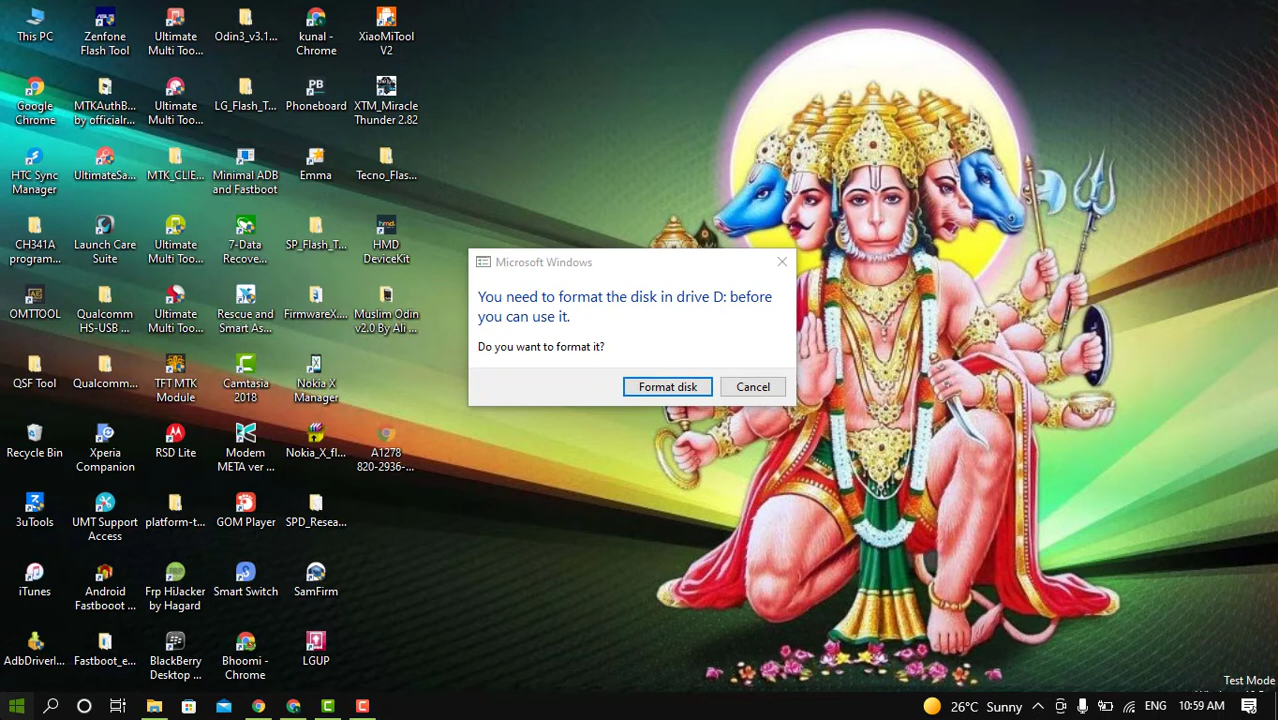 This PC
Zenfone
Flash Tool
Ultimate
Multi Too...
Odin3_v3.1...
kunal -
Chrome
XiaoMiTool
V2
Google
Chrome
MTKAuthB...
by officialr...
Ultimate
Multi Too...
LG_Flash_T...
PB
Phoneboard
XTM_Miracle
Thunder 2.82
HTC Sync
Manager
UltimateSa...
MTK_CLIE...
Minimal ADB
and Fastboot
Emma
Tecno_Flas...
CH341A
program...
Launch Care
Suite
Ultimate
Multi Too...
7-Data
Recove...
SP_Flash_T...
hmd
HMD
DeviceKit
OMTTOOL
Qualcomm
HS-USB ...
Ultimate
Multi Too...
Rescue and
Smart As...
FirmwareX....
Muslim Odin
v2.0 By Ali ...
QSF Tool
Qualcomm...
TFT MTK
Module
Camtasia
2018
Nokia X
Manager
Recycle Bin
Xperia
Companion
RSD Lite
Modem
META ver ...
Nokia_X_fl...
A1278
820-2936-...
3uTools
UMT Support
Access
platform-t...
GOM Player
SPD_Resea...
iTunes
Android
Fastbooot ...
Frp HiJacker
by Hagard
Smart Switch
SamFirm
AdbDriverI...
Fastboot_e...
BlackBerry
Desktop ...
Bhoomi -
Chrome
LGUP
Microsoft Windows
You need to format the disk in drive D: before
you can use it.
Do you want to format it?
Format disk
Cancel
Test Mode
26°C Sunny
ENG
10:59 AM